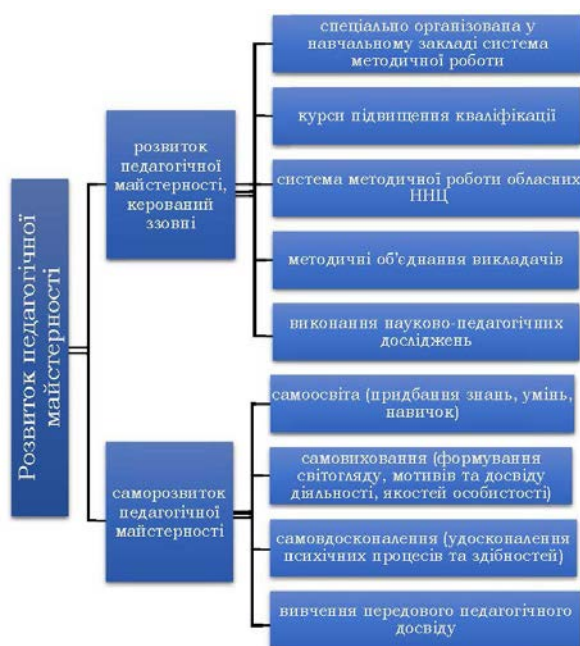 Розвиток педагогічної
майстерності
розвиток
педагогічної
майстерності,
керований
ззовні
спеціально організована у
навчальному закладі система
методичної роботи
курси підвищення кваліфікації
система методичної роботи обласних
ННЦ
методичні об'єднання викладачів
виконання науково-педагогічних
досліджень
саморозвиток
педагогічної
майстерності
самоосвіта (придбання знань, умінь,
навичок)
самовиховання (формування
світогляду, мотивів та досвіду
діяльності, якостей особистості)
самовдосконалення (удосконалення
психічних процесів та здібностей)
вивчення передового педагогічного
досвіду